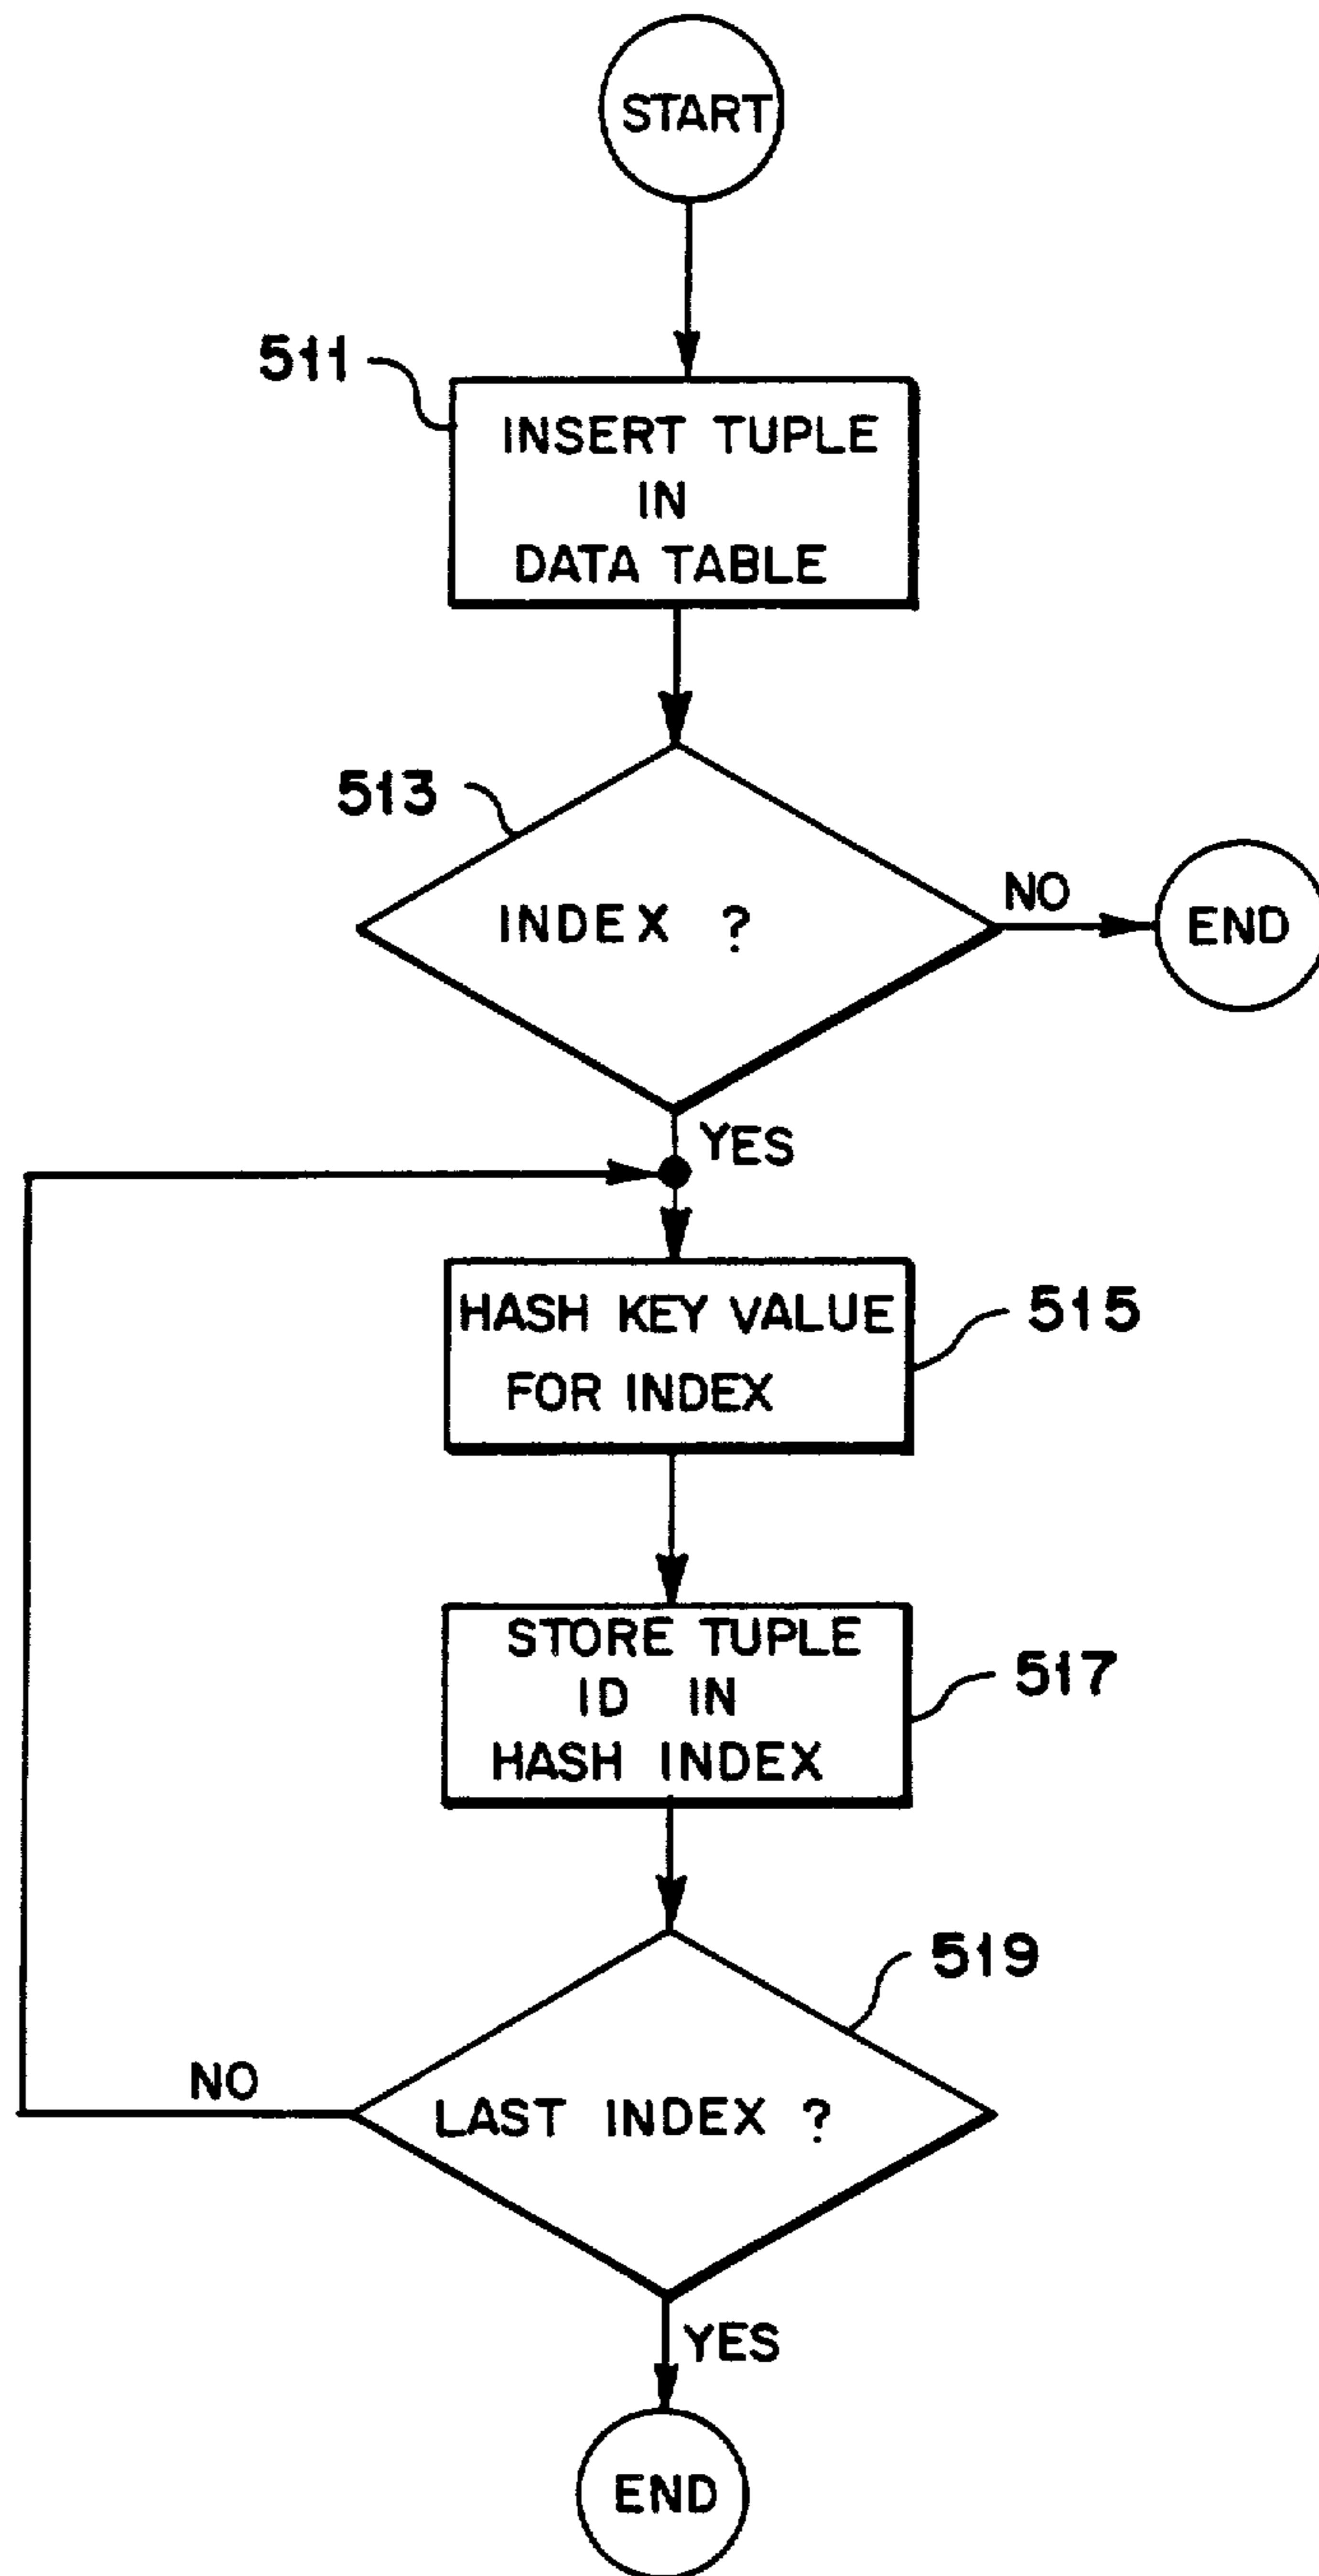 START
511
INSERT TUPLE
IN
DATA TABLE
513
INDEX ?
NO
END
YES
HASH KEY VALUE
FOR INDEX
515
STORE TUPLE
ID IN
HASH INDEX
517
519
NO
LAST INDEX ?
YES
END